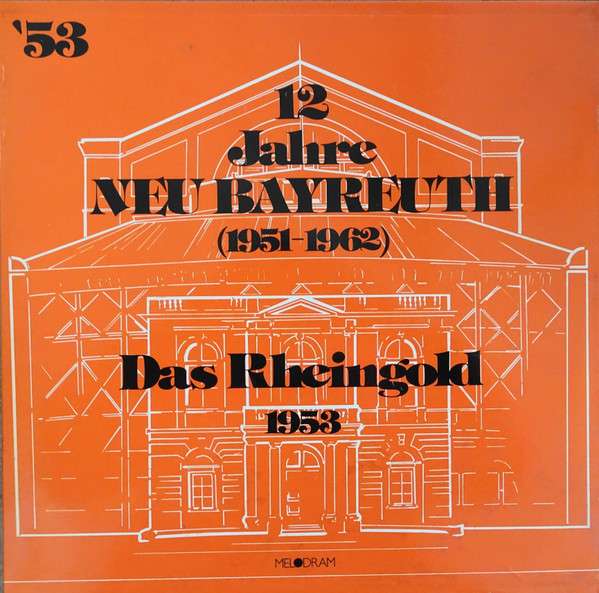 '53
12
Jahre
NEU BAYREUTH
(1951-1962)
Das Rheingold
1953
MELODRAM